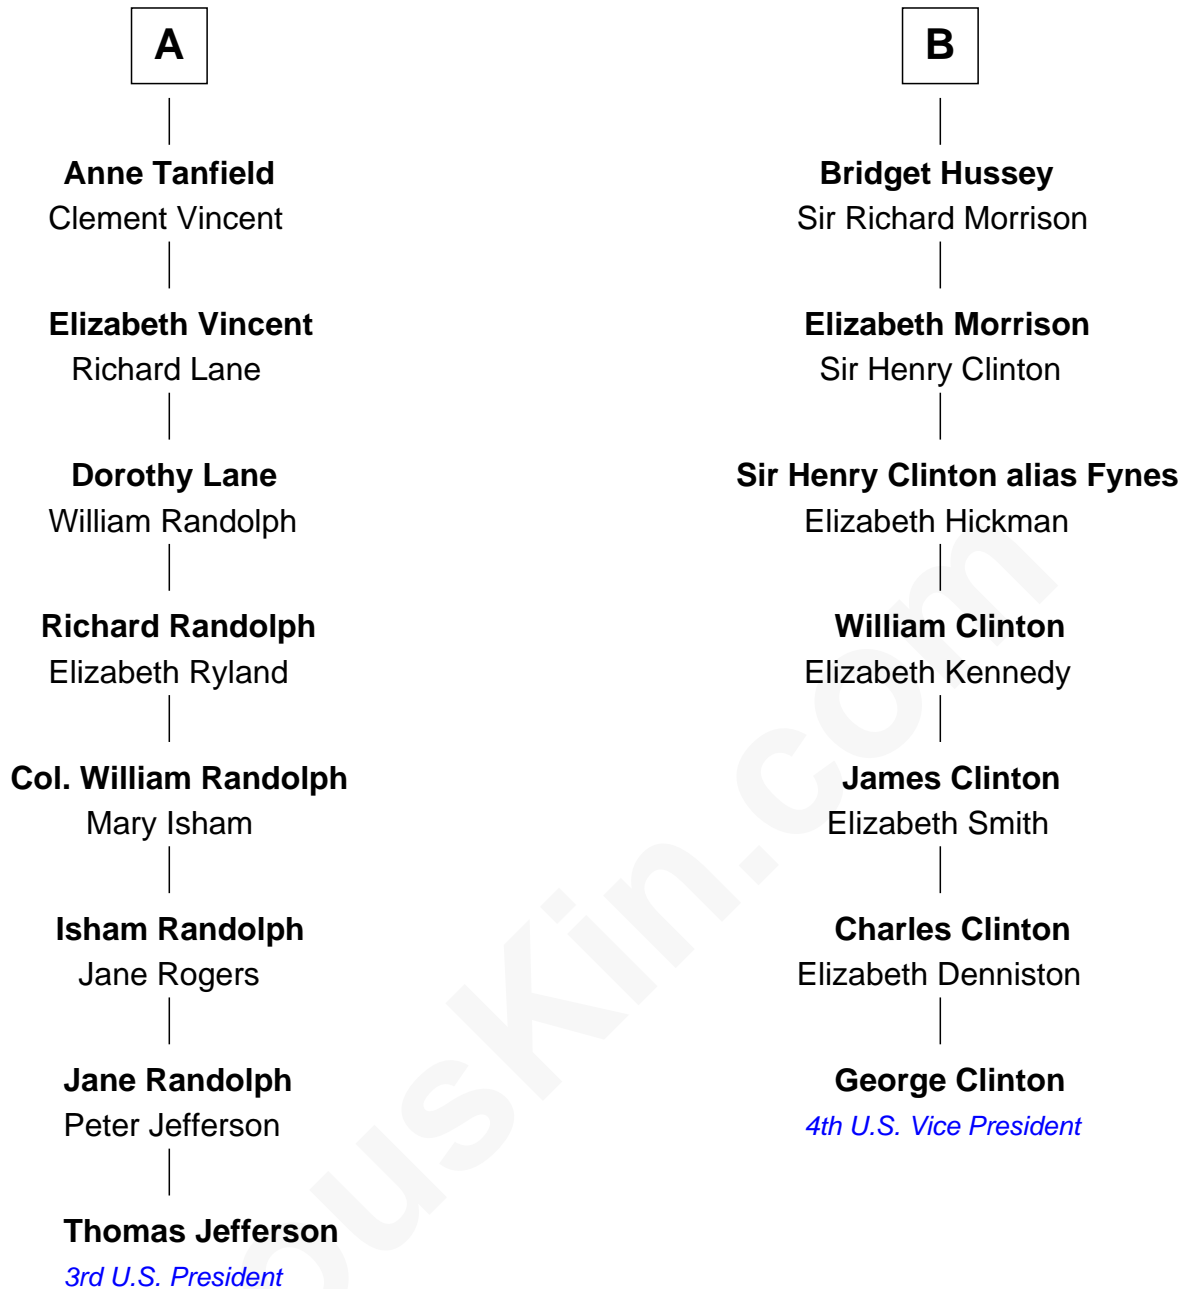 A
Anne Tanfield
Clement Vincent
Elizabeth Vincent
Richard Lane
Dorothy Lane
William Randolph
Richard Randolph
Elizabeth Ryland
Col. William Randolph
Mary Isham
Isham Randolph
Jane Rogers
Jane Randolph
Peter Jefferson
Thomas Jefferson
3rd U.S. President
B
Bridget Hussey
Sir Richard Morrison
Elizabeth Morrison
Sir Henry Clinton
Sir Henry Clinton alias Fynes
Elizabeth Hickman
William Clinton
Elizabeth Kennedy
James Clinton
Elizabeth Smith
Charles Clinton
Elizabeth Denniston
George Clinton
4th U.S. Vice President
ousKin.com